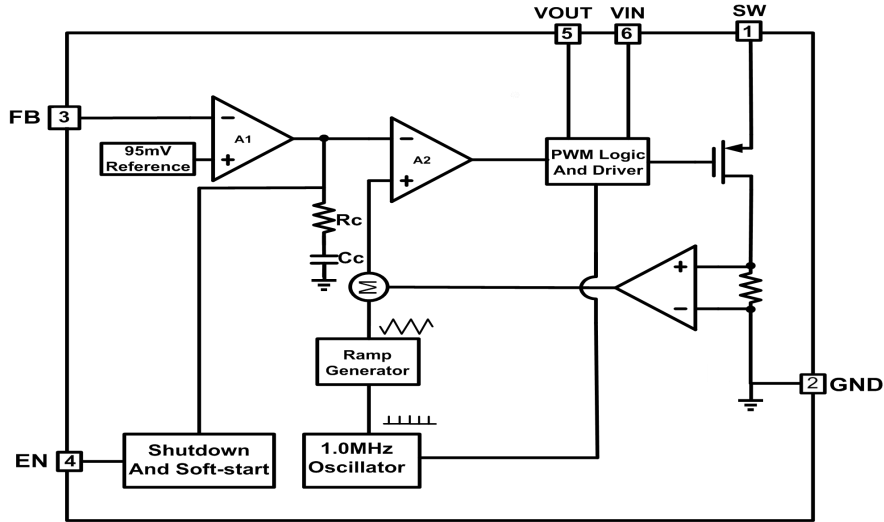 VOUT VIN SW
5 6 1
FB 3
A1
95mV
Reference
A2
PWM Logic
And Driver
Rc
Cc
M
Ramp
Generator
2 GND
EN 4
Shutdown
And Soft-start
1.0MHz
Oscillator